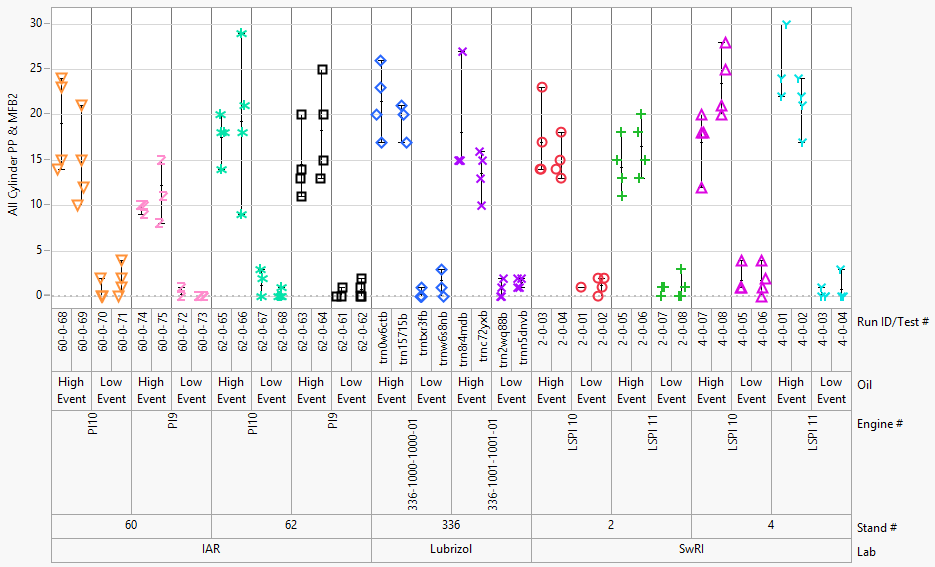 All Cylinder PP & MFB2
30
25
20
15
10
5
0
60-0-68 60-0-69 60-0-70 60-0-71 60-0-74 60-0-75 60-0-72 60-0-73 62-0-65 62-0-66 62-0-67 62-0-68 62-0-63 62-0-64 62-0-61 62-0-62 trn0w6ctb trn15715b trntxr3fb trnw6s8nb trn8r4mdb trnc72yxb trn2wq88b trnn5dnvb 2-0-03 2-0-04 2-0-01 2-0-02 2-0-05 2-0-06 2-0-07 2-0-08 4-0-07 4-0-08 4-0-05 4-0-06 4-0-01 4-0-02 4-0-03 4-0-04 Run ID/Test #
High Low High Low High Low High Low High Low High Low High Low High Low High Low High Low Oil
Event Event Event Event Event Event Event Event Event Event Event Event Event Event Event Event Event Event Event Event
PI10 PI9 PI10 PI9 336-1000-1000-01 336-1001-1001-01 LSPI 10 LSPI 11 LSPI 10 LSPI 11 Engine #
60 62 336 2 4 Stand #
IAR Lubrizol SwRI Lab